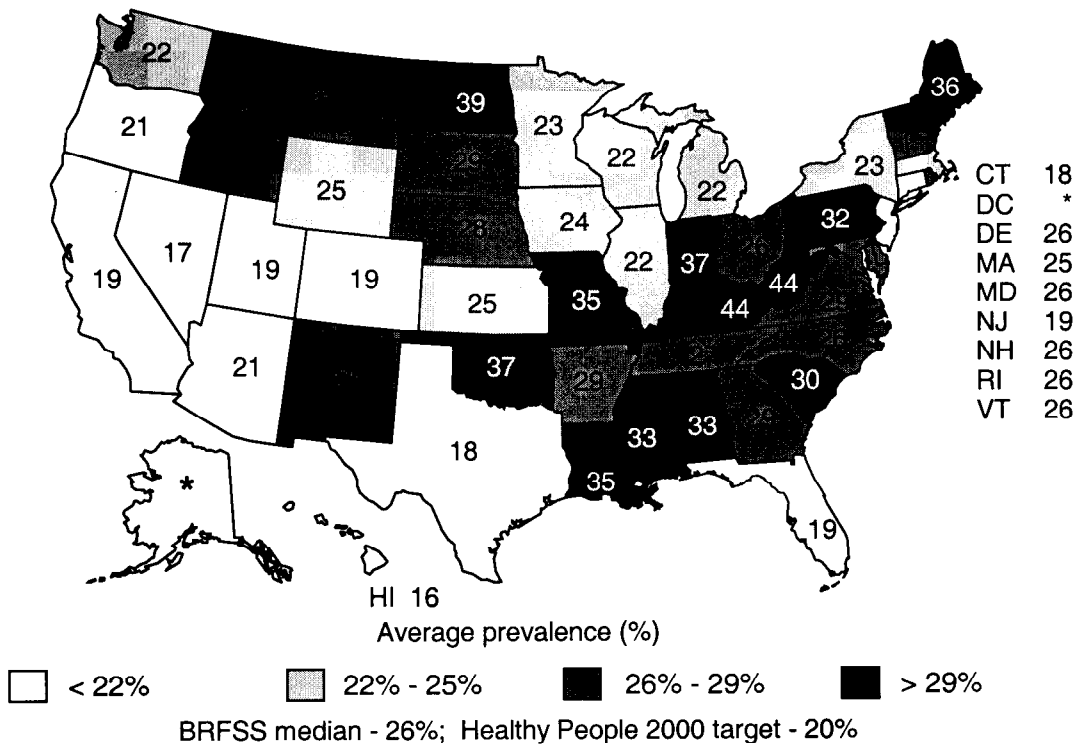 22
39
36
21
23
22
23
22
25
24
32
17
19
19
19
22
37
44
44
25
35
21
37
29
30
33
33
18
35
19
*
HI 16
CT 18
DC *
DE 26
MA 25
MD 26
NJ 19
NH 26
RI 26
VT 26
Average prevalence (%)
< 22%
22% - 25%
26% - 29%
> 29%
BRFSS median - 26%; Healthy People 2000 target - 20%